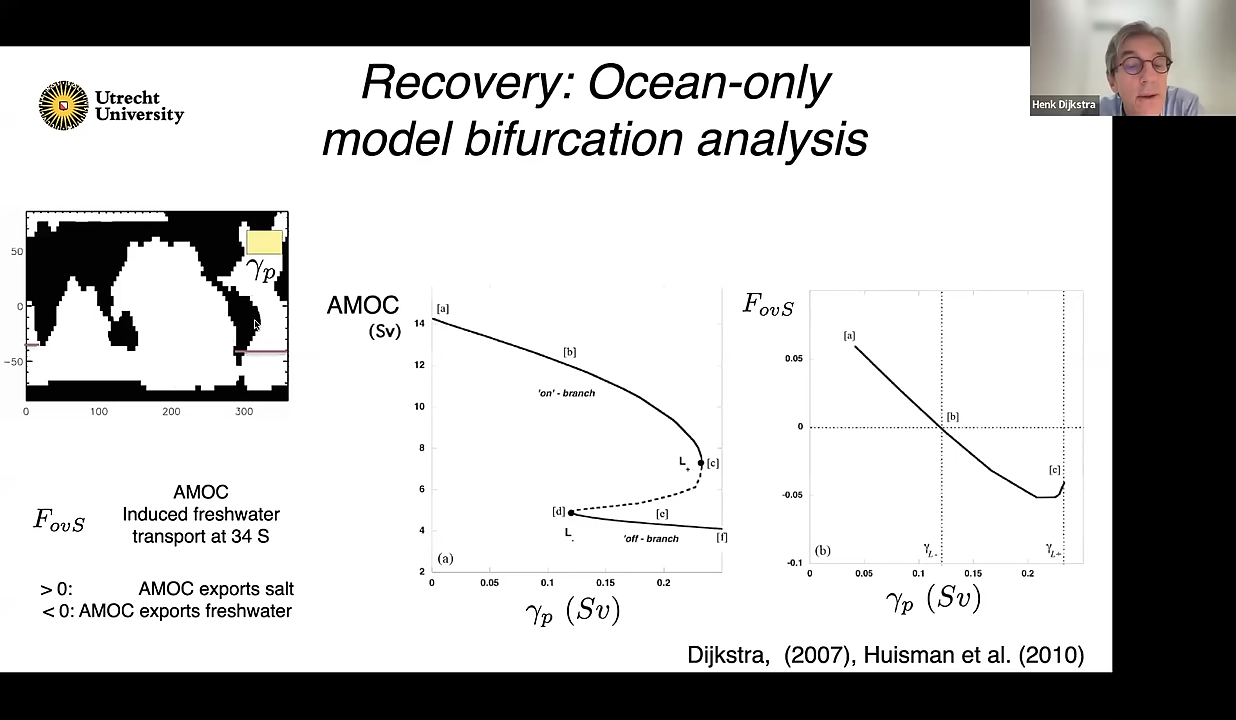 Henk Dijkstra
Utrecht
University
Recovery: Ocean-only
model bifurcation analysis
50
0
−50
0 100 200 300
γp
FovS
AMOC
Induced freshwater
transport at 34 S
> 0: AMOC exports salt
< 0: AMOC exports freshwater
AMOC
(Sv)
14
12
10
8
6
4
2
[a]
[b]
'on' - branch
L+
[c]
[d]
[e]
L-
'off' - branch
[f]
(a)
0 0.05 0.1 0.15 0.2
γp (Sv)
FovS
0.05
0
-0.05
-0.1
[a]
[b]
[c]
(b)
γL-
γL+
0 0.05 0.1 0.15 0.2
γp (Sv)
Dijkstra, (2007), Huisman et al. (2010)